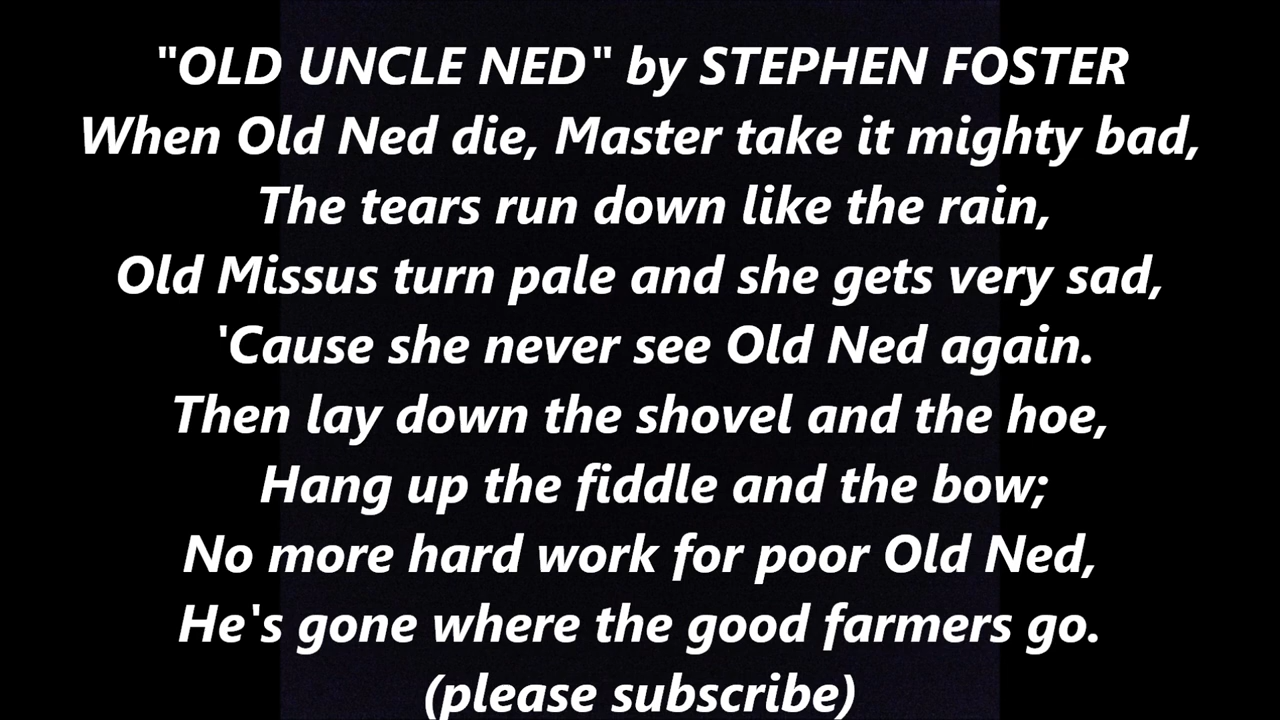 "OLD UNCLE NED" by STEPHEN FOSTER
When Old Ned die, Master take it mighty bad,
The tears run down like the rain,
Old Missus turn pale and she gets very sad,
'Cause she never see Old Ned again.
Then lay down the shovel and the hoe,
Hang up the fiddle and the bow;
No more hard work for poor Old Ned,
He's gone where the good farmers go.
(please subscribe)